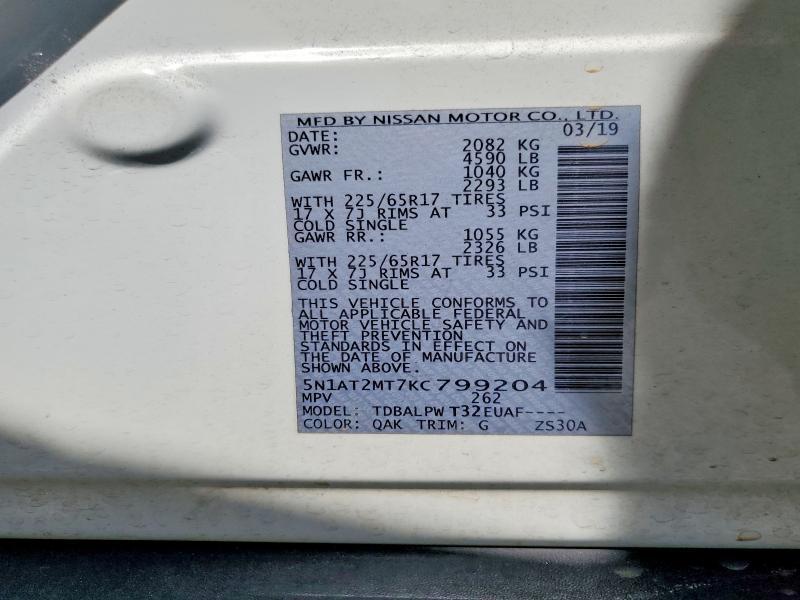 MFD BY NISSAN MOTOR CO., LTD.
DATE: 03/19
GVWR: 2082 KG
4590 LB
GAWR FR.: 1040 KG
2293 LB
WITH 225/65R17 TIRES
17 X 7J RIMS AT 33 PSI
COLD SINGLE
GAWR RR.: 1055 KG
2326 LB
WITH 225/65R17 TIRES
17 X 7J RIMS AT 33 PSI
COLD SINGLE
THIS VEHICLE CONFORMS TO
ALL APPLICABLE FEDERAL
MOTOR VEHICLE SAFETY AND
THEFT PREVENTION
STANDARDS IN EFFECT ON
THE DATE OF MANUFACTURE
SHOWN ABOVE.
5N1AT2MT7KC799204
MPV 262
MODEL: TDBALPW T32EUAF----
COLOR: QAK TRIM: G ZS30A